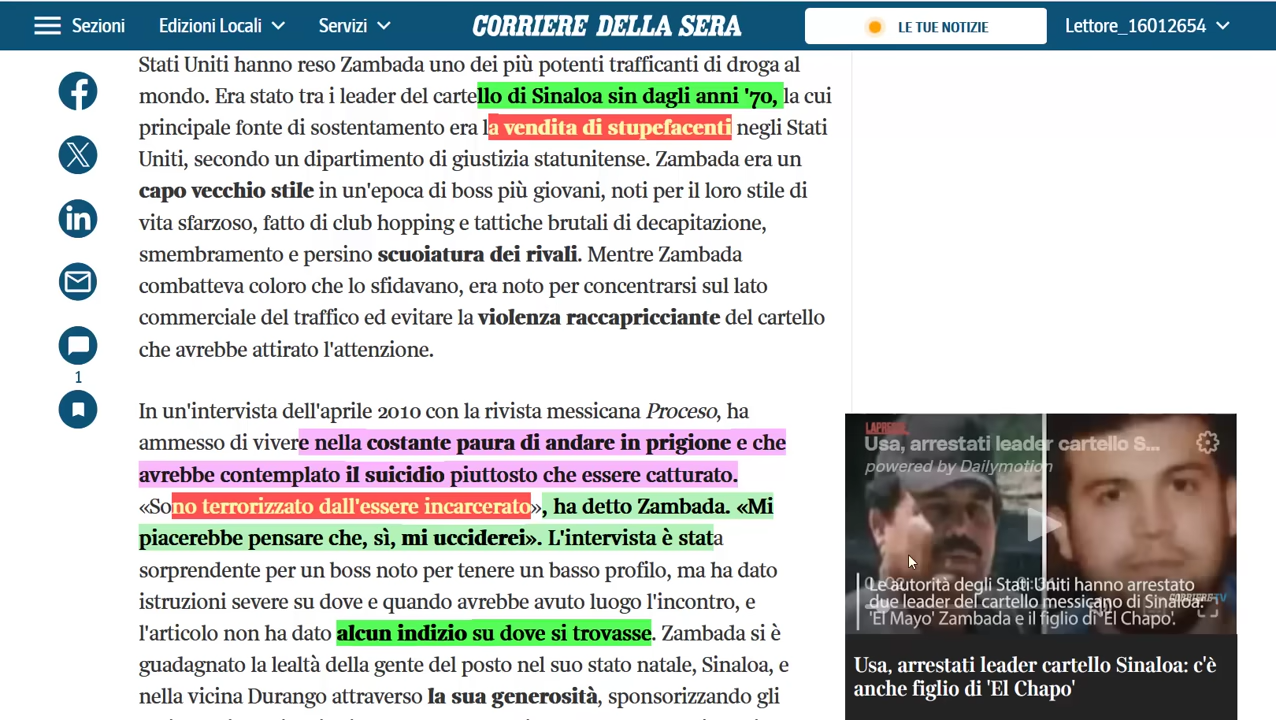 Sezioni
Edizioni Locali
Servizi
CORRIERE DELLA SERA
LE TUE NOTIZIE
Lettore_16012654
Stati Uniti hanno reso Zambada uno dei più potenti trafficanti di droga al
mondo. Era stato tra i leader del cartello di Sinaloa sin dagli anni '70, la cui
principale fonte di sostentamento era la vendita di stupefacenti negli Stati
Uniti, secondo un dipartimento di giustizia statunitense. Zambada era un
capo vecchio stile in un'epoca di boss più giovani, noti per il loro stile di
vita sfarzoso, fatto di club hopping e tattiche brutali di decapitazione,
smembramento e persino scuoiatura dei rivali. Mentre Zambada
combatteva coloro che lo sfidavano, era noto per concentrarsi sul lato
commerciale del traffico ed evitare la violenza raccapricciante del cartello
che avrebbe attirato l'attenzione.
1
In un'intervista dell'aprile 2010 con la rivista messicana Proceso, ha
ammesso di vivere nella costante paura di andare in prigione e che
avrebbe contemplato il suicidio piuttosto che essere catturato.
«Sono terrorizzato dall'essere incarcerato», ha detto Zambada. «Mi
piacerebbe pensare che, sì, mi ucciderei». L'intervista è stata
sorprendente per un boss noto per tenere un basso profilo, ma ha dato
istruzioni severe su dove e quando avrebbe avuto luogo l'incontro, e
l'articolo non ha dato alcun indizio su dove si trovasse. Zambada si è
guadagnato la lealtà della gente del posto nel suo stato natale, Sinaloa, e
nella vicina Durango attraverso la sua generosità, sponsorizzando gli
LAPRESSE
Usa, arrestati leader cartello S...
powered by Dailymotion
Le autorità degli Stati Uniti hanno arrestato
due leader del cartello messicano di Sinaloa:
'El Mayo' Zambada e il figlio di 'El Chapo'.
CORRIERE TV
Usa, arrestati leader cartello Sinaloa: c'è
anche figlio di 'El Chapo'